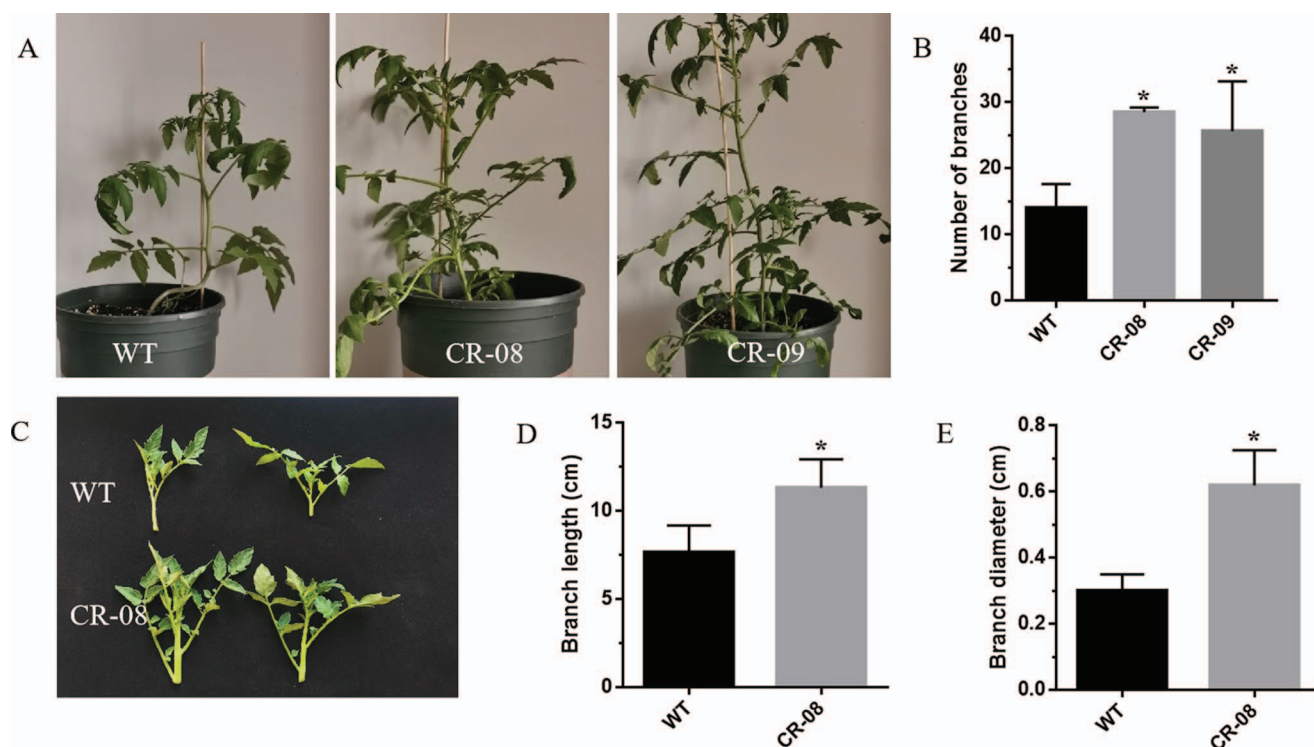 A
WT
CR-08
CR-09
B
Number of branches
40
30
20
10
0
*
*
WT
CR-08
CR-09
C
WT
CR-08
D
Branch length (cm)
15
10
5
0
*
WT
CR-08
E
Branch diameter (cm)
0.8
0.6
0.4
0.2
0.0
*
WT
CR-08